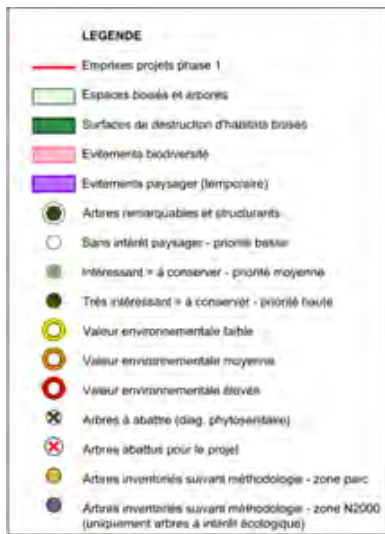 LEGENDE
Emprises projets phase 1
Espaces boisés et arborés
Surfaces de destruction d'habitats boisés
Evitements biodiversité
Evitements paysager (temporaire)
Arbres remarquables et structurants
Sans intérêt paysager - priorité basse
Intéressant = à conserver - priorité moyenne
Très intéressant = à conserver - priorité haute
Valeur environnementale faible
Valeur environnementale moyenne
Valeur environnementale élevée
Arbres à abattre (diag. phytosanitaire)
Arbres abattus pour le projet
Arbres inventoriés suivant méthodologie - zone parc
Arbres inventoriés suivant méthodologie - zone N2000
(uniquement arbres à intérêt écologique)